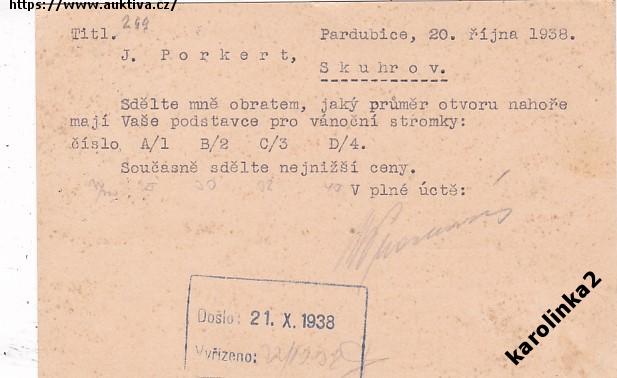 https://www.auktiva.cz/
299
Titl. Pardubice, 20. října 1938.
J. Porkert,
Skuhrov.
Sdělte mně obratem, jaký průměr otvoru nahoře
mají Vaše podstavce pro vánoční stromky:
číslo A/1 B/2 C/3 D/4.
Současně sdělte nejnižší ceny.
V plné úctě:
Došlo: 21. X. 1938
Vyřízeno:
karolinka2